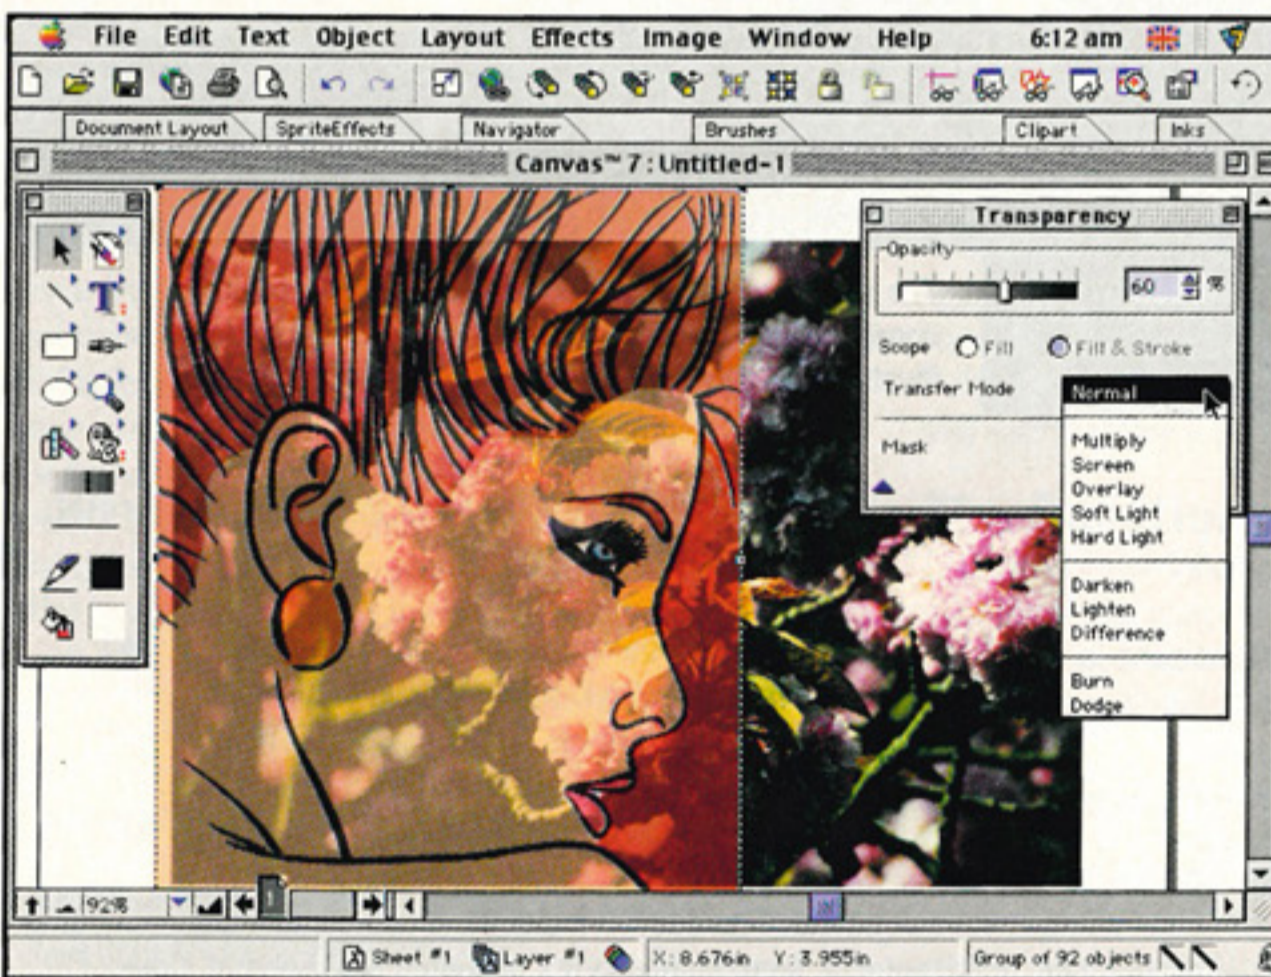 File Edit Text Object Layout Effects Image Window Help 6:12 am
Document Layout SpriteEffects Navigator Brushes Clipart Inks
Canvas™ 7 : Untitled-1
Transparency
Opacity
60 %
Scope Fill Fill & Stroke
Transfer Mode Normal
Multiply
Mask
Screen
Overlay
Soft Light
Hard Light
Darken
Lighten
Difference
Burn
Dodge
T
92% 1
Sheet #1 Layer #1 X: 8.676in Y: 3.955in Group of 92 objects